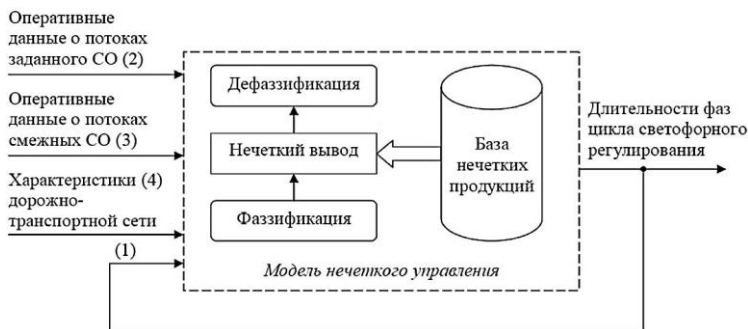 Оперативные
данные о потоках
заданного СО (2)
Оперативные
данные о потоках
смежных СО (3)
Характеристики (4)
дорожно-
транспортной сети
(1)
Дефаззификация
Нечеткий вывод
Фаззификация
База
нечетких
продукций
Модель нечеткого управления
Длительности фаз
цикла светофорного
регулирования